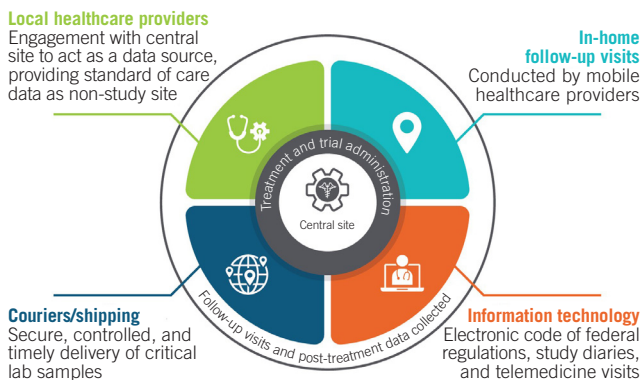 Local healthcare providers
Engagement with central
site to act as a data source,
providing standard of care
data as non-study site
In-home
follow-up visits
Conducted by mobile
healthcare providers
Treatment and trial administration
Central site
Follow-up visits and post-treatment data collected
Couriers/shipping
Secure, controlled, and
timely delivery of critical
lab samples
Information technology
Electronic code of federal
regulations, study diaries,
and telemedicine visits